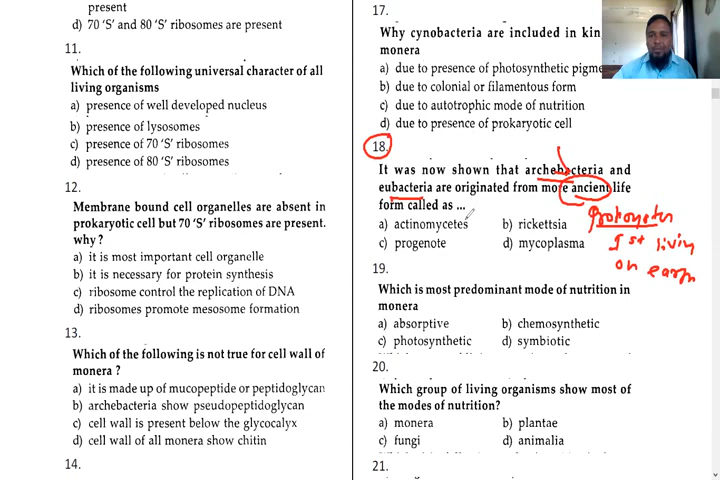 present
d) 70 'S' and 80 'S' ribosomes are present
11.
Which of the following universal character of all
living organisms
a) presence of well developed nucleus
b) presence of lysosomes
c) presence of 70 'S' ribosomes
d) presence of 80 'S' ribosomes
12.
Membrane bound cell organelles are absent in
prokaryotic cell but 70 'S' ribosomes are present.
why?
a) it is most important cell organelle
b) it is necessary for protein synthesis
c) ribosome control the replication of DNA
d) ribosomes promote mesosome formation
13.
Which of the following is not true for cell wall of
monera ?
a) it is made up of mucopeptide or peptidoglycan
b) archebacteria show pseudopeptidoglycan
c) cell wall is present below the glycocalyx
d) cell wall of all monera show chitin
14.
17.
Why cynobacteria are included in
monera
a) due to presence of photosynthetic
b) due to colonial or filamentous form
c) due to autotrophic mode of nutrition
d) due to presence of prokaryotic cell
18.
It was now shown that archebacteria and
eubacteria are originated from more ancient life
form called as ...
a) actinomycetes b) rickettsia
c) progenote d) mycoplasma
1st living
on earth
19.
Which is most predominant mode of nutrition in
monera
a) absorptive b) chemosynthetic
c) photosynthetic d) symbiotic
20.
Which group of living organisms show most of
the modes of nutrition?
a) monera b) plantae
c) fungi d) animalia
21.